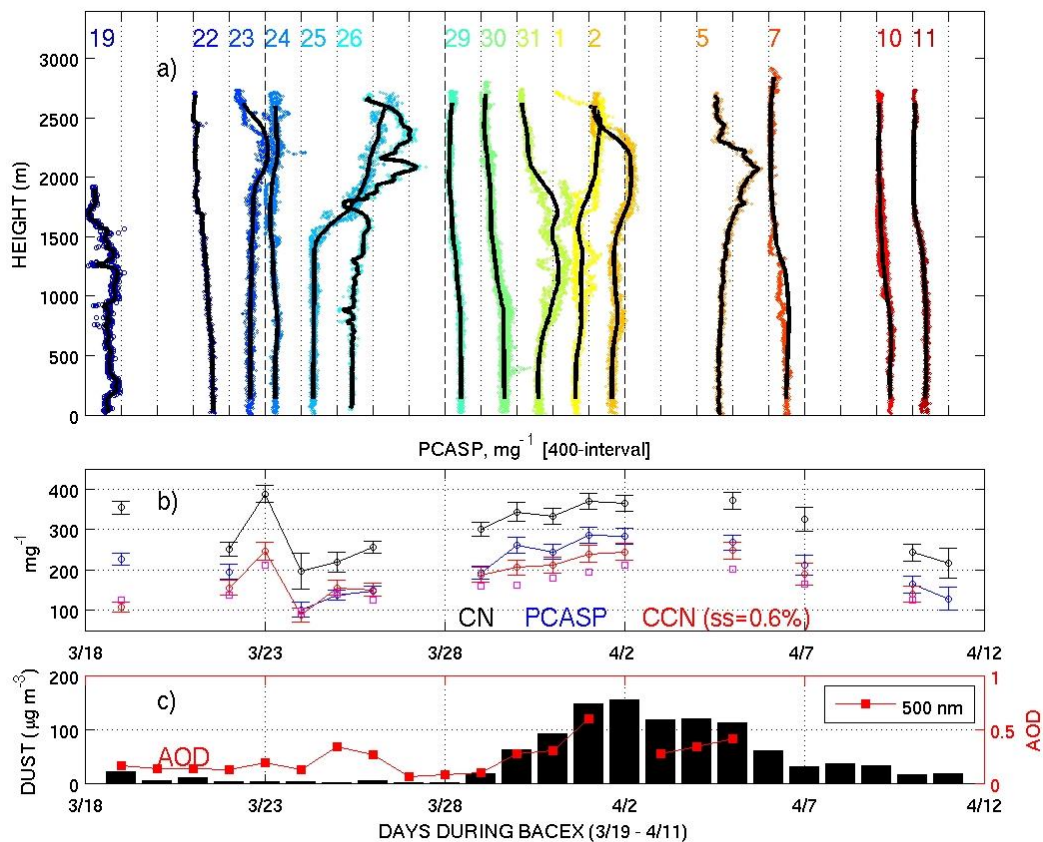 19 22 23 24 25 26 29 30 31 1 2 5 7 10 11
a)
3000
2500
2000
1500
1000
500
0
HEIGHT (m)
PCASP, mg⁻¹ [400-interval]
b)
400
300
200
100
mg⁻¹
CN PCASP CCN (ss=0.6%)
3/18 3/23 3/28 4/2 4/7 4/12
c)
200
100
0
DUST (μg m⁻³)
AOD
500 nm
1
0.5
0
AOD
3/18 3/23 3/28 4/2 4/7 4/12
DAYS DURING BACEX (3/19 - 4/11)